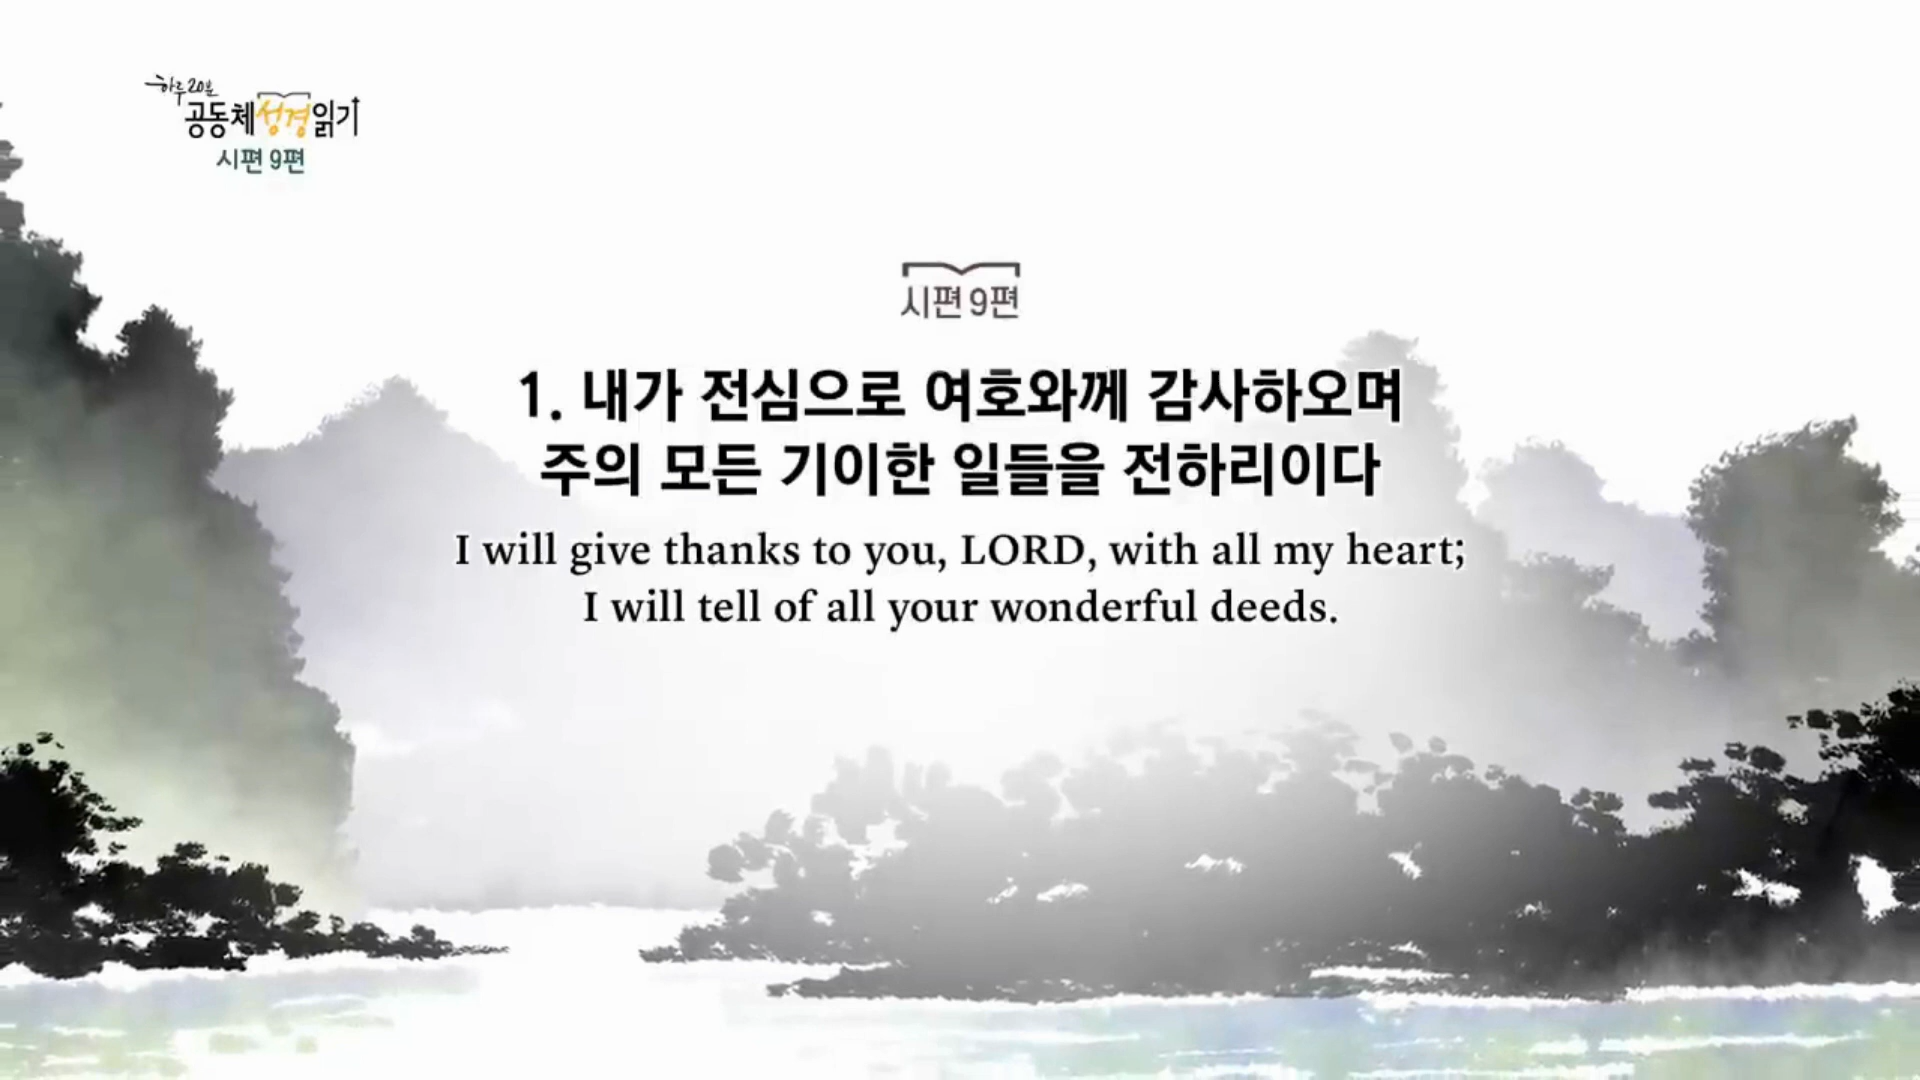 하루 20분
공동체성경읽기
시편 9편
시편 9편
1. 내가 전심으로 여호와께 감사하오며
주의 모든 기이한 일들을 전하리이다
I will give thanks to you, LORD, with all my heart;
I will tell of all your wonderful deeds.